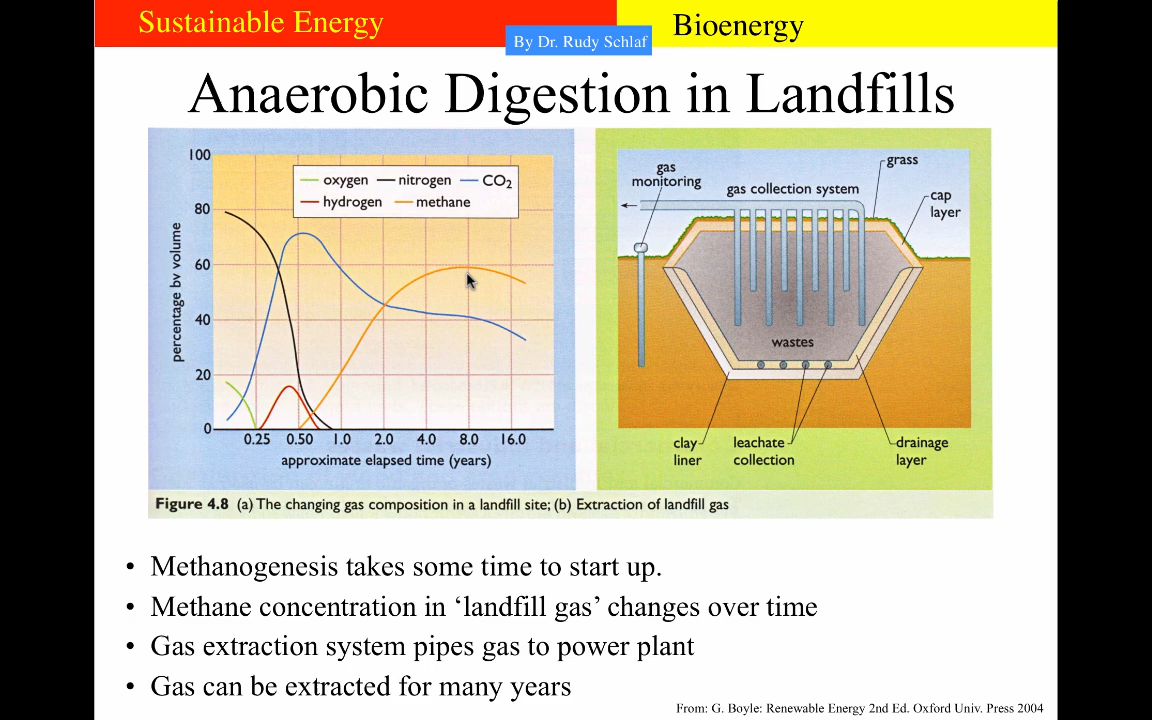 Sustainable Energy
By Dr. Rudy Schlaf
Bioenergy
Anaerobic Digestion in Landfills
100
80
60
40
20
0
percentage by volume
oxygen nitrogen CO₂
hydrogen methane
0.25 0.50 1.0 2.0 4.0 8.0 16.0
approximate elapsed time (years)
gas
monitoring
gas collection system
grass
cap
layer
wastes
clay
liner
leachate
collection
drainage
layer
Figure 4.8 (a) The changing gas composition in a landfill site; (b) Extraction of landfill gas
• Methanogenesis takes some time to start up.
• Methane concentration in ‘landfill gas’ changes over time
• Gas extraction system pipes gas to power plant
• Gas can be extracted for many years
From: G. Boyle: Renewable Energy 2nd Ed. Oxford Univ. Press 2004